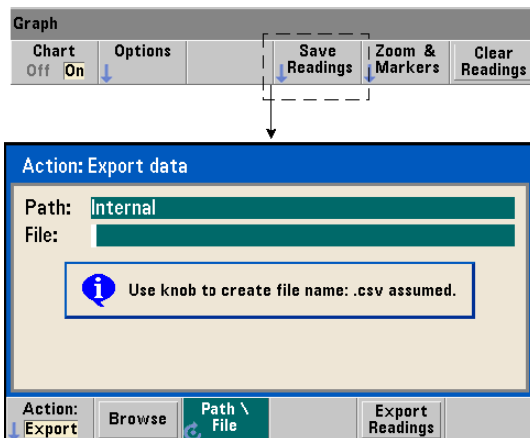 Graph
Chart
Off On
Options
Save
Readings
Zoom &
Markers
Clear
Readings
Action: Export data
Path: Internal
File:
Use knob to create file name: .csv assumed.
Action:
Export
Browse
Path \
File
Export
Readings